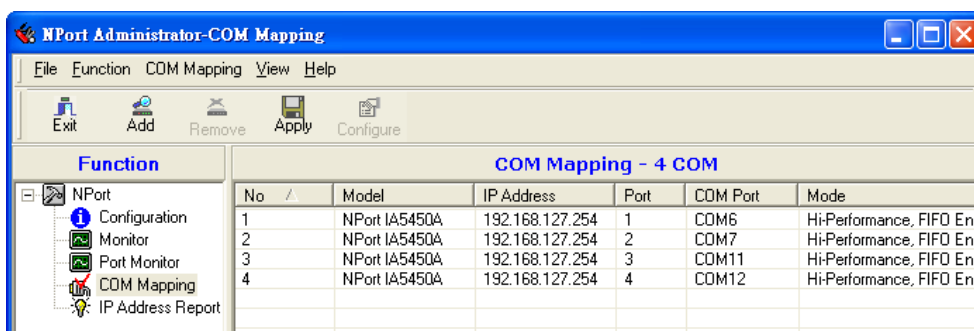 NPort Administrator-COM Mapping
File Function COM Mapping View Help
Exit Add Remove Apply Configure
Function
COM Mapping - 4 COM
NPort
Configuration
Monitor
Port Monitor
COM Mapping
IP Address Report
No Model IP Address Port COM Port Mode
1 NPort IA5450A 192.168.127.254 1 COM6 Hi-Performance, FIFO En
2 NPort IA5450A 192.168.127.254 2 COM7 Hi-Performance, FIFO En
3 NPort IA5450A 192.168.127.254 3 COM11 Hi-Performance, FIFO En
4 NPort IA5450A 192.168.127.254 4 COM12 Hi-Performance, FIFO En